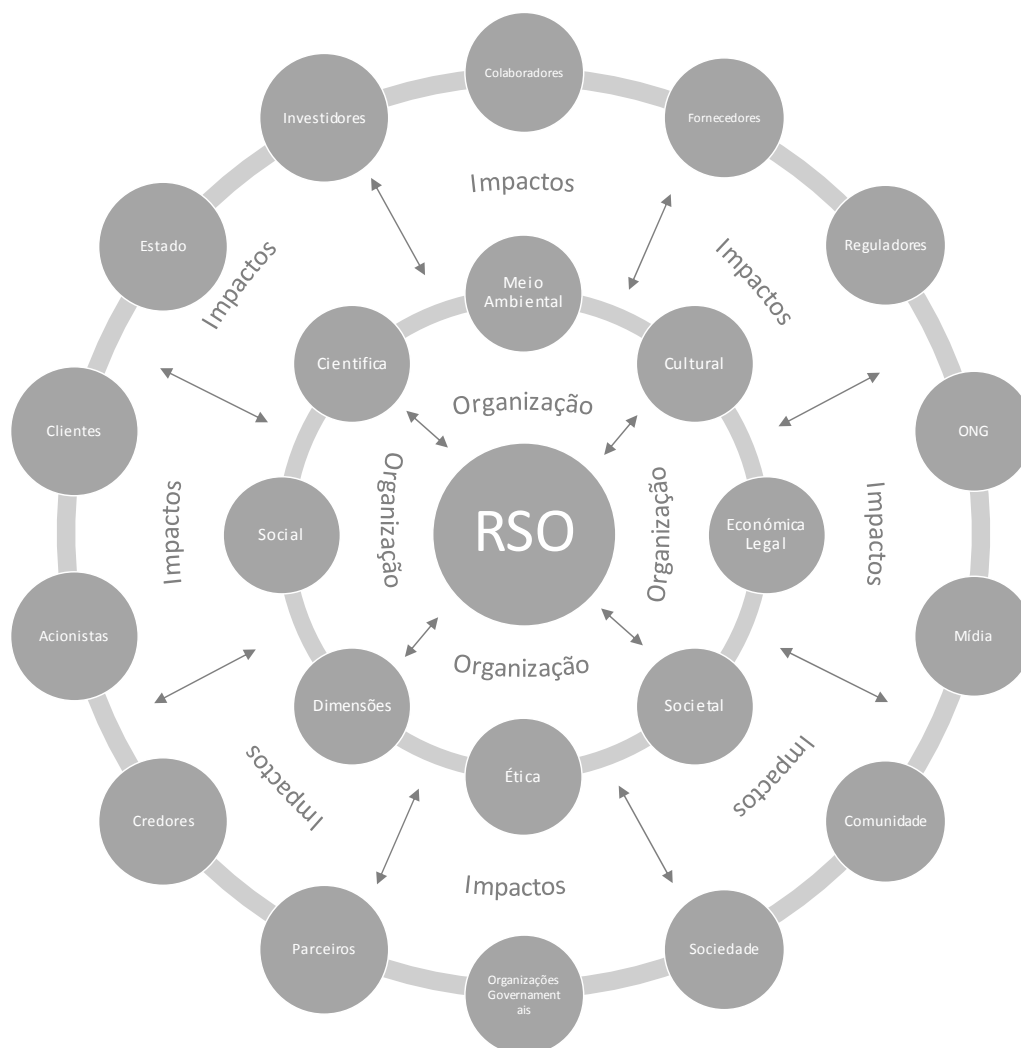 Colaboradores
Investidores
Fornecedores
Impactos
Estado
Reguladores
Impactos
Impactos
Meio
Ambiental
Cientifica
Cultural
Organização
Clientes
ONG
Organização
Organização
Impactos
Impactos
Social
RSO
Económica
Legal
Acionistas
Mídia
Organização
Dimensões
Societal
Impactos
Impactos
Ética
Credores
Comunidade
Impactos
Parceiros
Sociedade
Organizações
Governament
ais